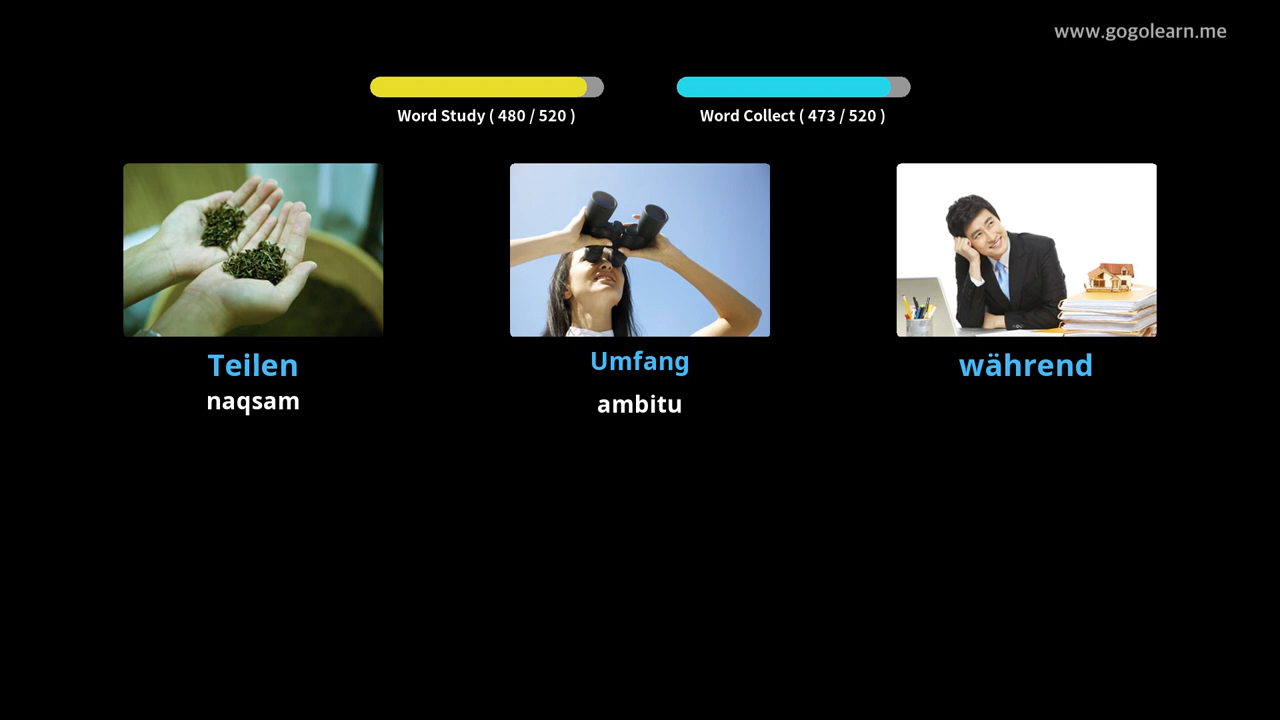 www.gogolearn.me
Word Study ( 480 / 520 )
Word Collect ( 473 / 520 )
Teilen
naqsam
Umfang
ambitu
während